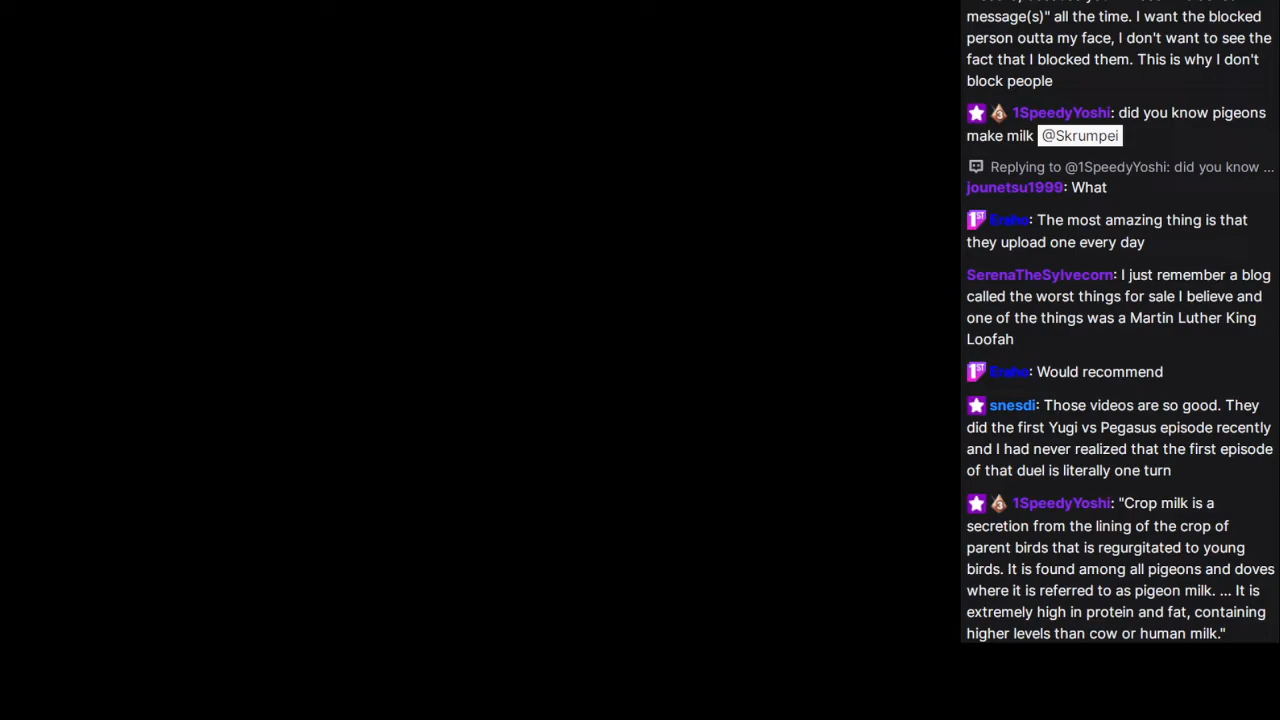 message(s)" all the time. I want the blocked
person outta my face, I don't want to see the
fact that I blocked them. This is why I don't
block people
1SpeedyYoshi: did you know pigeons
make milk @Skrumpei
Replying to @1SpeedyYoshi: did you know ...
jounetsu1999: What
: The most amazing thing is that
they upload one every day
SerenaTheSylvecorn: I just remember a blog
called the worst things for sale I believe and
one of the things was a Martin Luther King
Loofah
: Would recommend
snesdi: Those videos are so good. They
did the first Yugi vs Pegasus episode recently
and I had never realized that the first episode
of that duel is literally one turn
1SpeedyYoshi: "Crop milk is a
secretion from the lining of the crop of
parent birds that is regurgitated to young
birds. It is found among all pigeons and doves
where it is referred to as pigeon milk. ... It is
extremely high in protein and fat, containing
higher levels than cow or human milk."